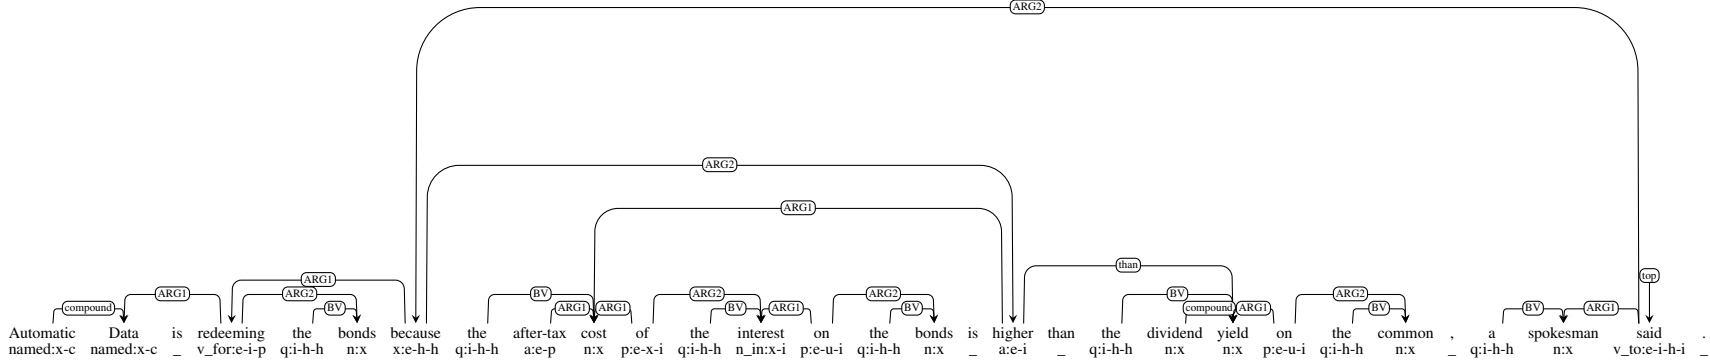 ARG2
ARG2
ARG1
top
than
ARG1
compound ARG1 ARG2 BV BV ARG1 ARG1 ARG2 BV ARG1 ARG2 BV BV compound ARG1 ARG2 BV BV ARG1
Automatic Data is redeeming the bonds because the after-tax cost of the interest on the bonds is higher than the dividend yield on the common , a spokesman said .
named:x-c named:x-c _ v_for:e-i-p q:i-h-h n:x x:e-h-h q:i-h-h a:e-p n:x p:e-x-i q:i-h-h n_in:x-i p:e-u-i q:i-h-h n:x _ a:e-i _ q:i-h-h n:x n:x p:e-u-i q:i-h-h n:x _ q:i-h-h n:x v_to:e-i-h-i _